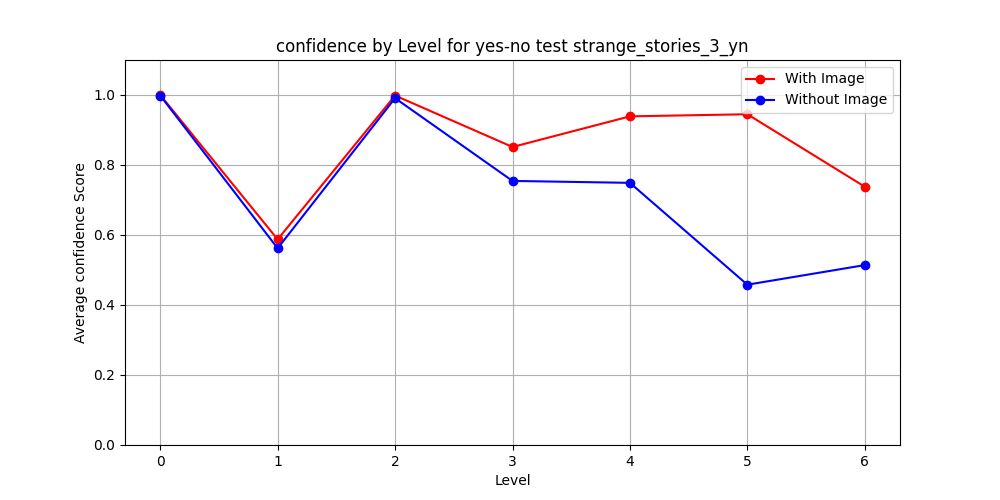 confidence by Level for yes-no test strange_stories_3_yn
With Image
Without Image
Average confidence Score
1.0
0.8
0.6
0.4
0.2
0.0
0 1 2 3 4 5 6
Level